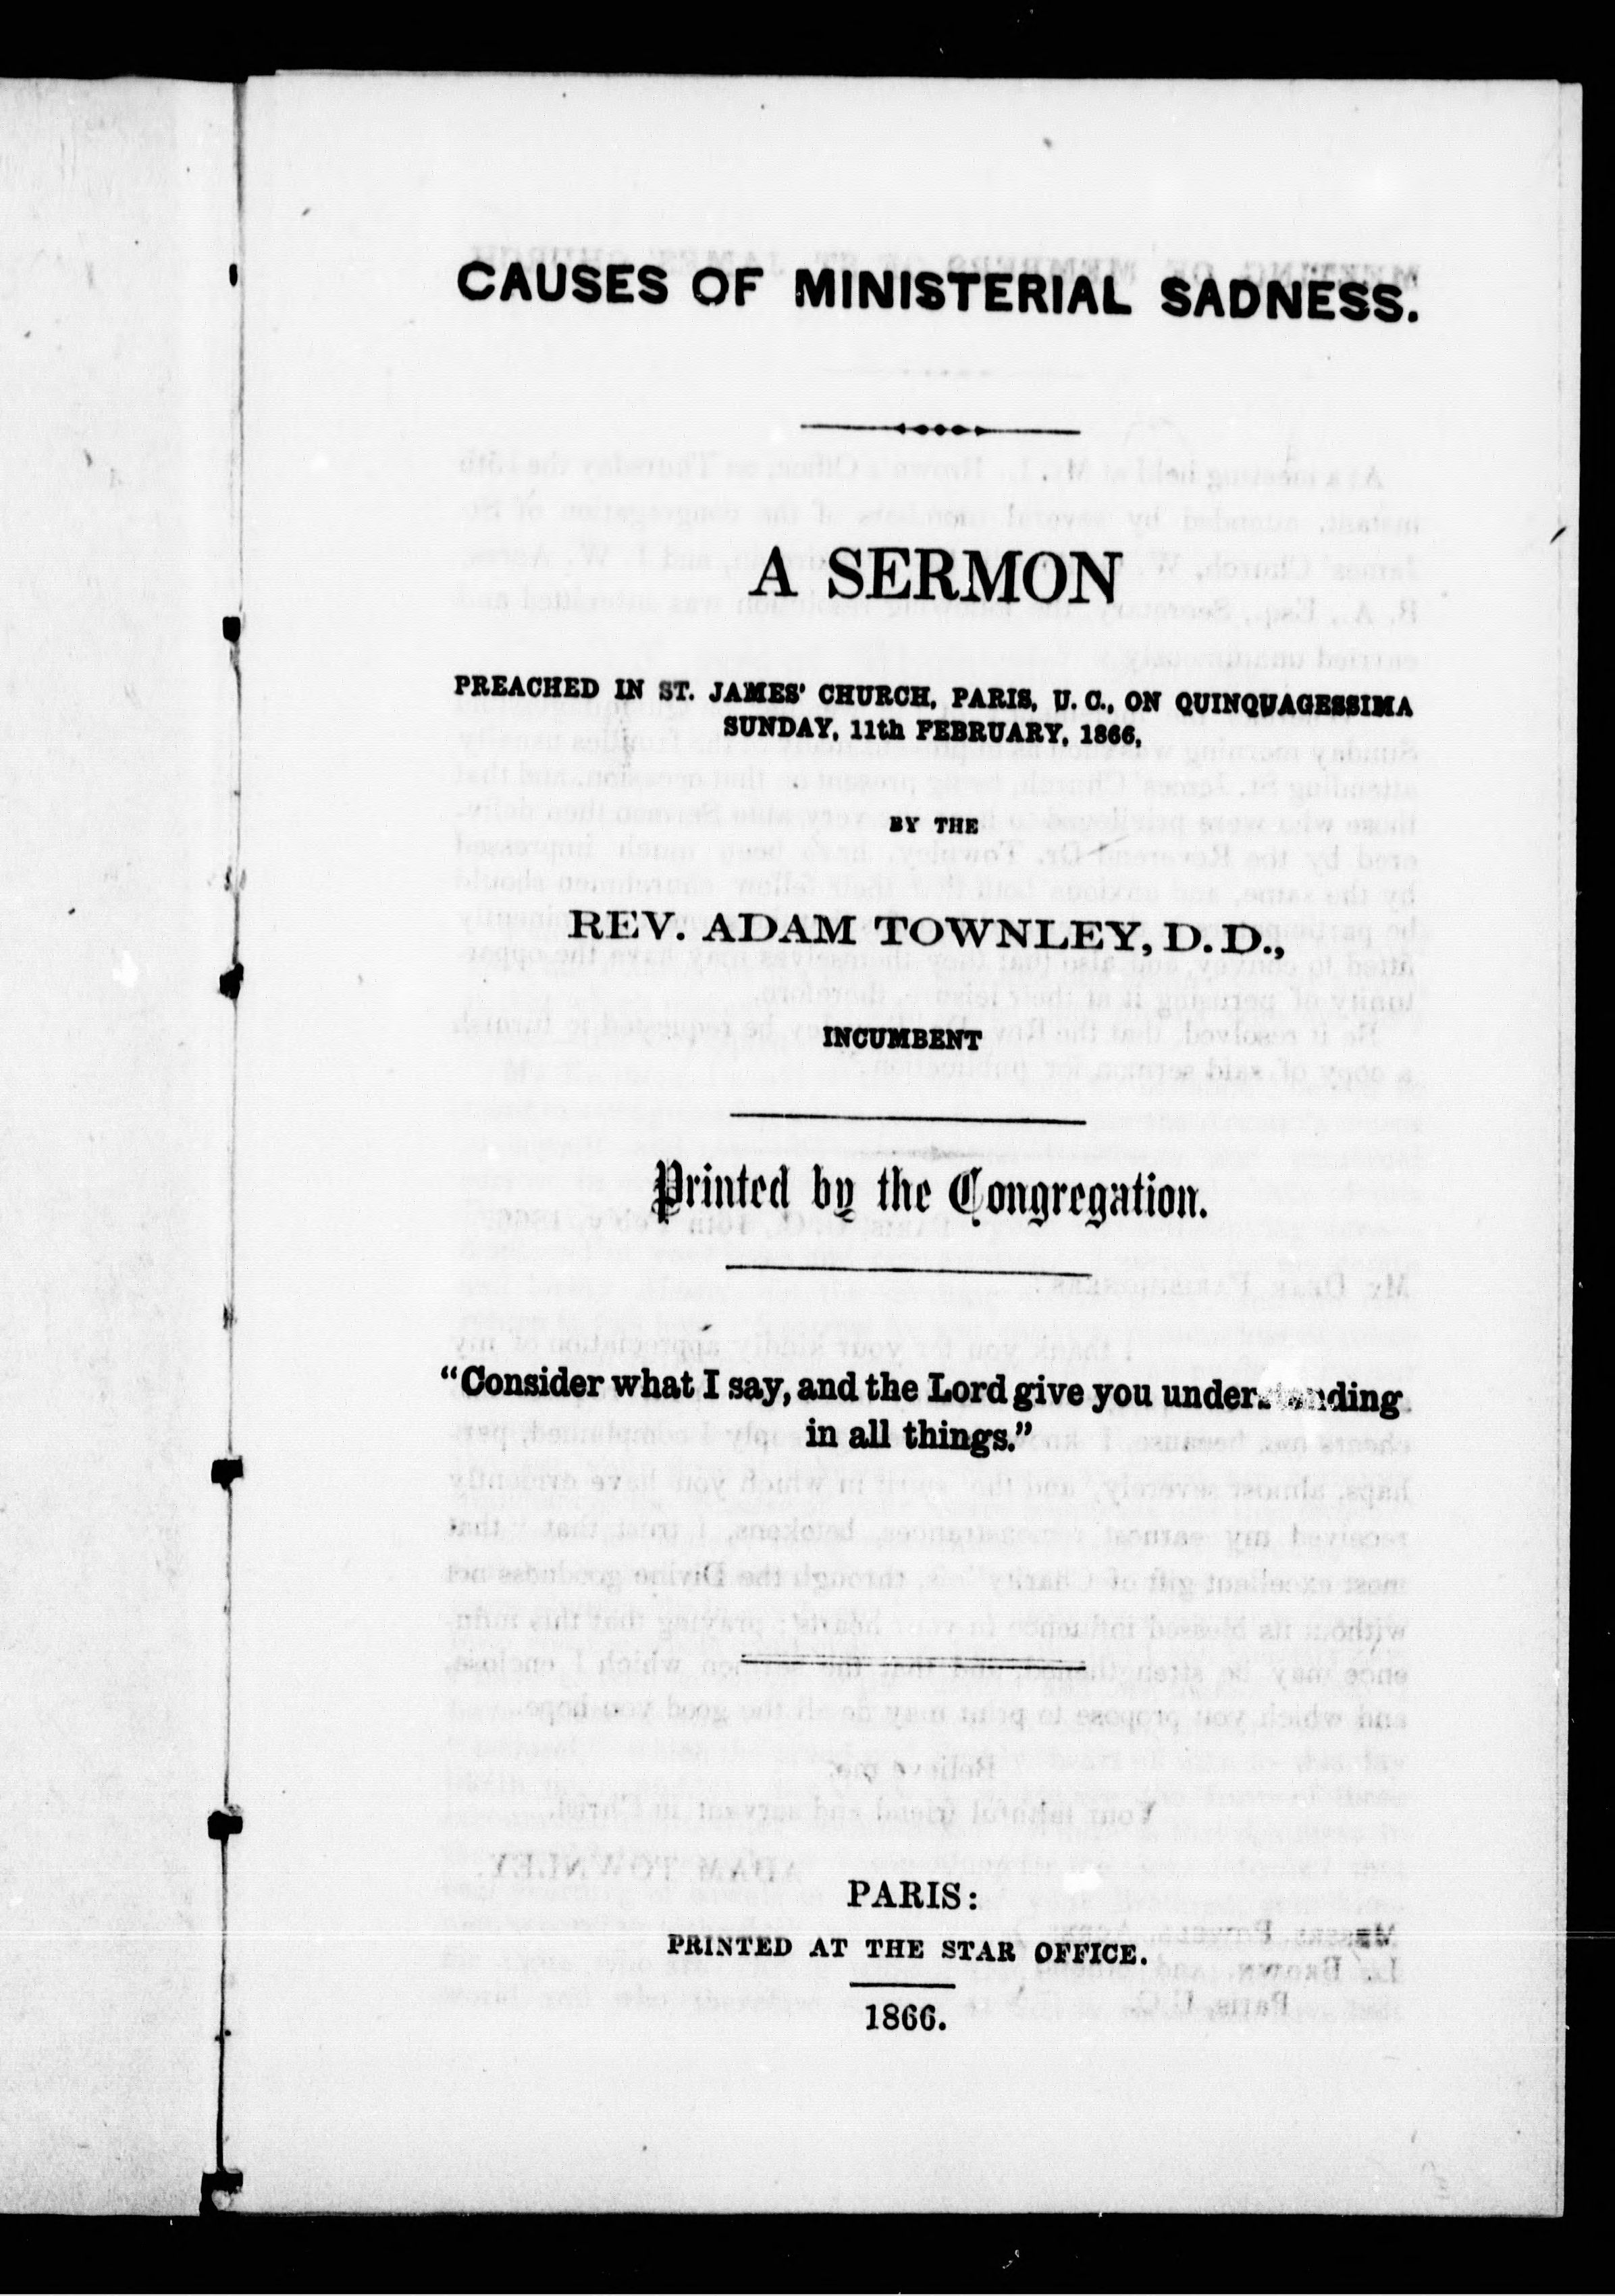 CAUSES OF MINISTERIAL SADNESS.
A SERMON
PREACHED IN ST. JAMES' CHURCH, PARIS, U. C., ON QUINQUAGESSIMA
SUNDAY, 11th FEBRUARY, 1866,
BY THE
REV. ADAM TOWNLEY, D. D.,
INCUMBENT
Printed by the Congregation.
"Consider what I say, and the Lord give you understanding
in all things."
PARIS:
PRINTED AT THE STAR OFFICE.
1866.